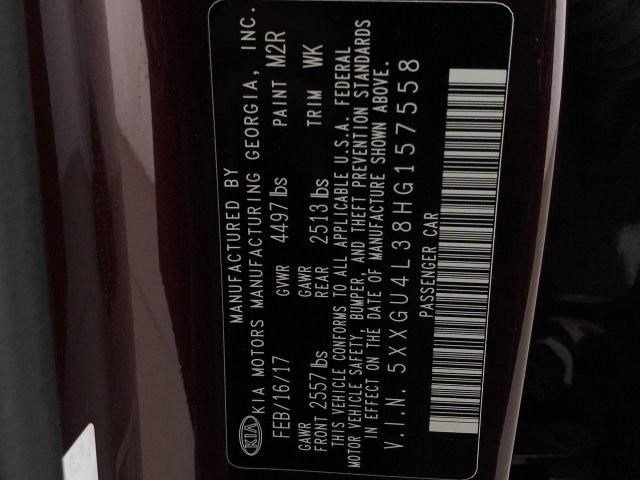 MANUFACTURED BY
KIA KIA MOTORS MANUFACTURING GEORGIA, INC.
FEB/16/17 GVWR 4497 lbs PAINT M2R
GAWR FRONT 2557 lbs GAWR REAR 2513 lbs TRIM WK
THIS VEHICLE CONFORMS TO ALL APPLICABLE U.S.A. FEDERAL
MOTOR VEHICLE SAFETY, BUMPER, AND THEFT PREVENTION STANDARDS
IN EFFECT ON THE DATE OF MANUFACTURE SHOWN ABOVE.
V.I.N. 5XXGU4L38HG157558
PASSENGER CAR